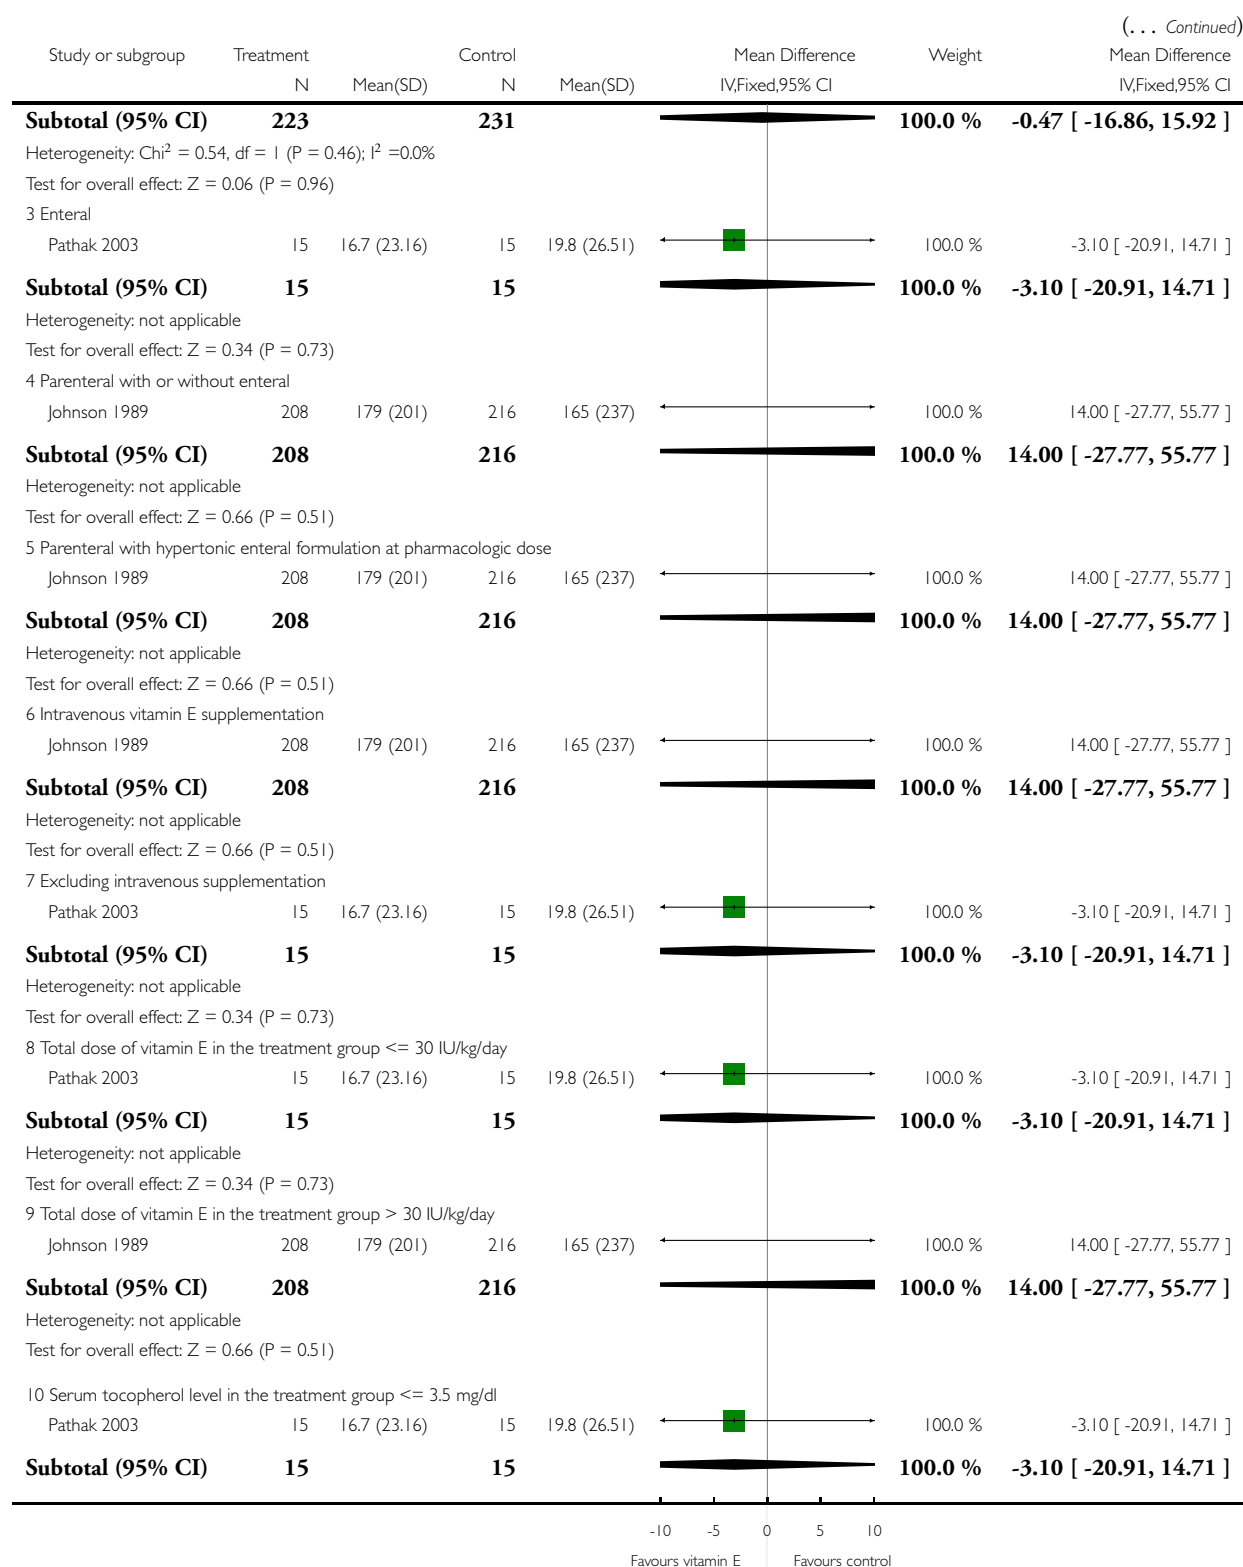 (... Continued)
Study or subgroup Treatment Control Mean Difference Weight Mean Difference
N Mean(SD) N Mean(SD) IV,Fixed,95% CI IV,Fixed,95% CI
Subtotal (95% CI) 223 231 100.0 % -0.47 [ -16.86, 15.92 ]
Heterogeneity: Chi² = 0.54, df = 1 (P = 0.46); I² =0.0%
Test for overall effect: Z = 0.06 (P = 0.96)
3 Enteral
Pathak 2003 15 16.7 (23.16) 15 19.8 (26.51) 100.0 % -3.10 [ -20.91, 14.71 ]
Subtotal (95% CI) 15 15 100.0 % -3.10 [ -20.91, 14.71 ]
Heterogeneity: not applicable
Test for overall effect: Z = 0.34 (P = 0.73)
4 Parenteral with or without enteral
Johnson 1989 208 179 (201) 216 165 (237) 100.0 % 14.00 [ -27.77, 55.77 ]
Subtotal (95% CI) 208 216 100.0 % 14.00 [ -27.77, 55.77 ]
Heterogeneity: not applicable
Test for overall effect: Z = 0.66 (P = 0.51)
5 Parenteral with hypertonic enteral formulation at pharmacologic dose
Johnson 1989 208 179 (201) 216 165 (237) 100.0 % 14.00 [ -27.77, 55.77 ]
Subtotal (95% CI) 208 216 100.0 % 14.00 [ -27.77, 55.77 ]
Heterogeneity: not applicable
Test for overall effect: Z = 0.66 (P = 0.51)
6 Intravenous vitamin E supplementation
Johnson 1989 208 179 (201) 216 165 (237) 100.0 % 14.00 [ -27.77, 55.77 ]
Subtotal (95% CI) 208 216 100.0 % 14.00 [ -27.77, 55.77 ]
Heterogeneity: not applicable
Test for overall effect: Z = 0.66 (P = 0.51)
7 Excluding intravenous supplementation
Pathak 2003 15 16.7 (23.16) 15 19.8 (26.51) 100.0 % -3.10 [ -20.91, 14.71 ]
Subtotal (95% CI) 15 15 100.0 % -3.10 [ -20.91, 14.71 ]
Heterogeneity: not applicable
Test for overall effect: Z = 0.34 (P = 0.73)
8 Total dose of vitamin E in the treatment group <= 30 IU/kg/day
Pathak 2003 15 16.7 (23.16) 15 19.8 (26.51) 100.0 % -3.10 [ -20.91, 14.71 ]
Subtotal (95% CI) 15 15 100.0 % -3.10 [ -20.91, 14.71 ]
Heterogeneity: not applicable
Test for overall effect: Z = 0.34 (P = 0.73)
9 Total dose of vitamin E in the treatment group > 30 IU/kg/day
Johnson 1989 208 179 (201) 216 165 (237) 100.0 % 14.00 [ -27.77, 55.77 ]
Subtotal (95% CI) 208 216 100.0 % 14.00 [ -27.77, 55.77 ]
Heterogeneity: not applicable
Test for overall effect: Z = 0.66 (P = 0.51)
10 Serum tocopherol level in the treatment group <= 3.5 mg/dl
Pathak 2003 15 16.7 (23.16) 15 19.8 (26.51) 100.0 % -3.10 [ -20.91, 14.71 ]
Subtotal (95% CI) 15 15 100.0 % -3.10 [ -20.91, 14.71 ]
-10 -5 0 5 10
Favours vitamin E Favours control